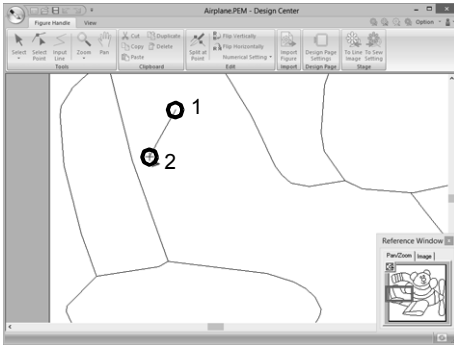 Airplane.PEM - Design Center
Figure Handle View
Option
Select Select Point Input Line Zoom Pan
Cut Duplicate
Copy Delete
Paste
Split at Point
Flip Vertically
Flip Horizontally
Numerical Setting
Import Figure
Design Page Settings
To Line Image To Sew Setting
Tools Clipboard Edit Import Design Page Stage
1
2
Reference Window
Pan/Zoom Image